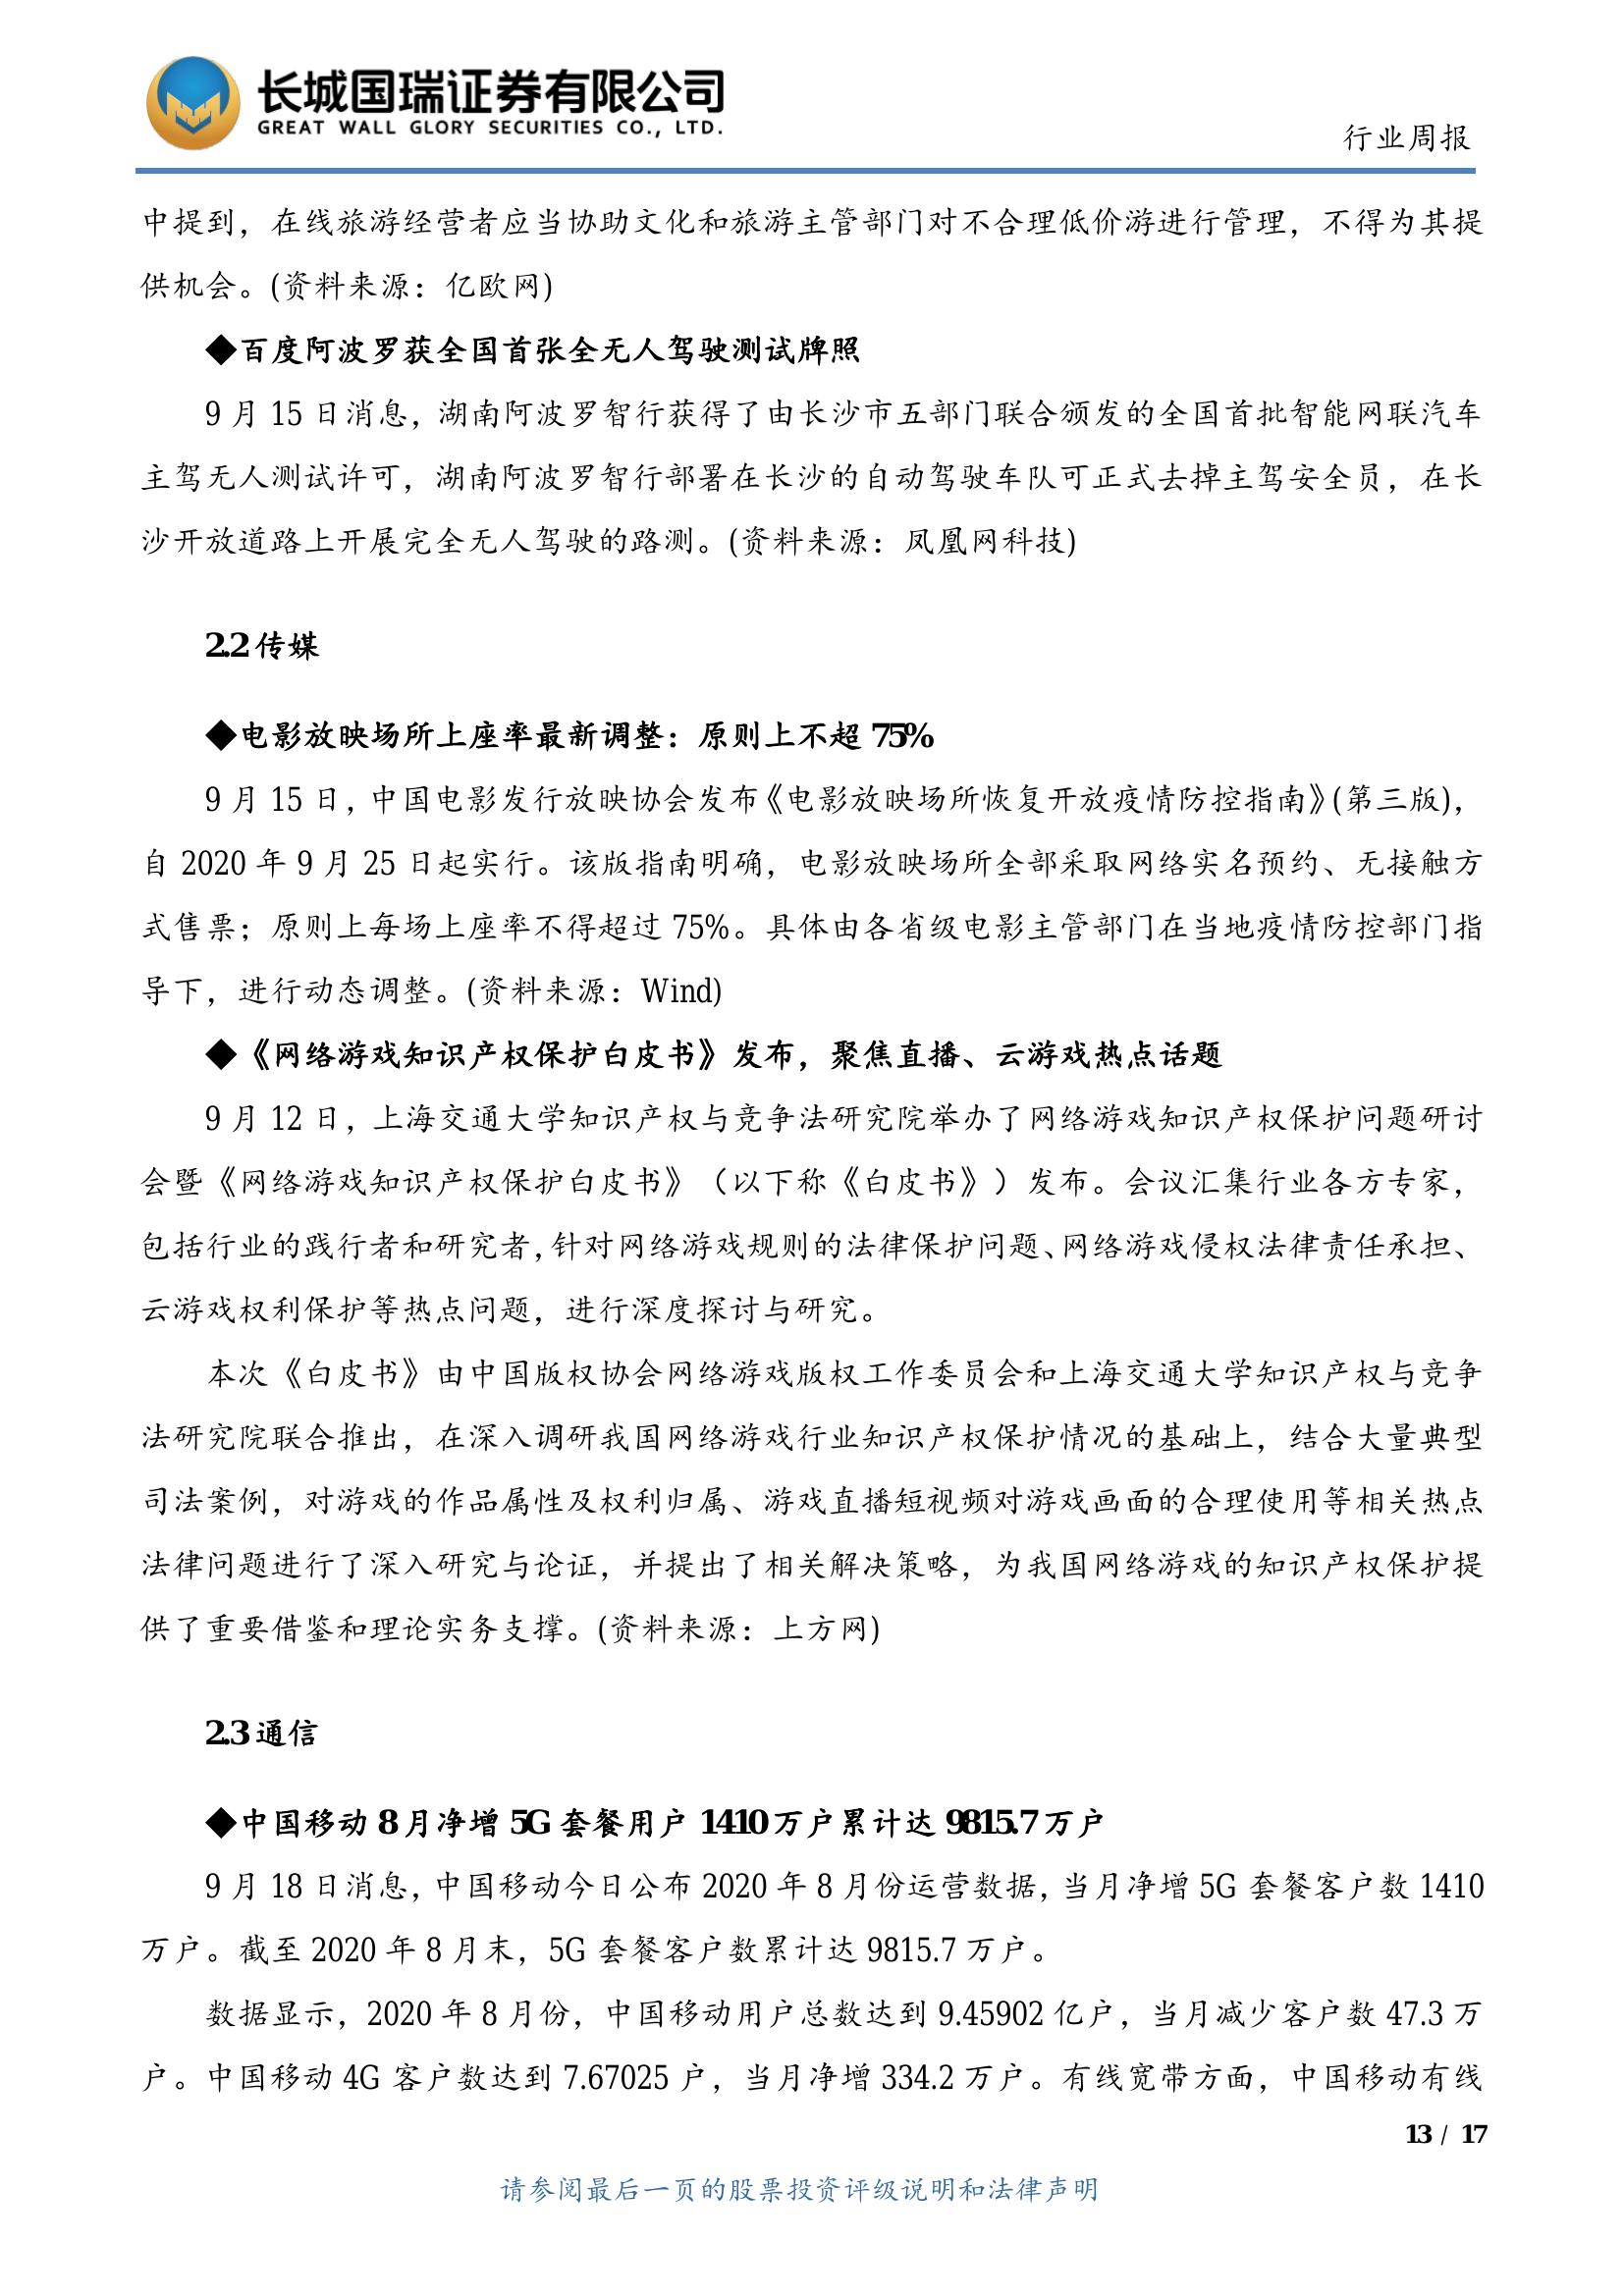 长城国瑞证券有限公司
GREAT WALL GLORY SECURITIES CO., LTD.
行业周报
中提到，在线旅游经营者应当协助文化和旅游主管部门对不合理低价游进行管理，不得为其提
供机会。(资料来源：亿欧网)
◆百度阿波罗获全国首张全无人驾驶测试牌照
9 月 15 日消息，湖南阿波罗智行获得了由长沙市五部门联合颁发的全国首批智能网联汽车
主驾无人测试许可，湖南阿波罗智行部署在长沙的自动驾驶车队可正式去掉主驾安全员，在长
沙开放道路上开展完全无人驾驶的路测。(资料来源：凤凰网科技)
2.2 传媒
◆电影放映场所上座率最新调整：原则上不超 75%
9 月 15 日，中国电影发行放映协会发布《电影放映场所恢复开放疫情防控指南》(第三版)，
自 2020 年 9 月 25 日起实行。该版指南明确，电影放映场所全部采取网络实名预约、无接触方
式售票；原则上每场上座率不得超过 75%。具体由各省级电影主管部门在当地疫情防控部门指
导下，进行动态调整。(资料来源：Wind)
◆《网络游戏知识产权保护白皮书》发布，聚焦直播、云游戏热点话题
9 月 12 日，上海交通大学知识产权与竞争法研究院举办了网络游戏知识产权保护问题研讨
会暨《网络游戏知识产权保护白皮书》（以下称《白皮书》）发布。会议汇集行业各方专家，
包括行业的践行者和研究者，针对网络游戏规则的法律保护问题、网络游戏侵权法律责任承担、
云游戏权利保护等热点问题，进行深度探讨与研究。
本次《白皮书》由中国版权协会网络游戏版权工作委员会和上海交通大学知识产权与竞争
法研究院联合推出，在深入调研我国网络游戏行业知识产权保护情况的基础上，结合大量典型
司法案例，对游戏的作品属性及权利归属、游戏直播短视频对游戏画面的合理使用等相关热点
法律问题进行了深入研究与论证，并提出了相关解决策略，为我国网络游戏的知识产权保护提
供了重要借鉴和理论实务支撑。(资料来源：上方网)
2.3 通信
◆中国移动 8 月净增 5G 套餐用户 1410 万户累计达 9815.7 万户
9 月 18 日消息，中国移动今日公布 2020 年 8 月份运营数据，当月净增 5G 套餐客户数 1410
万户。截至 2020 年 8 月末，5G 套餐客户数累计达 9815.7 万户。
数据显示，2020 年 8 月份，中国移动用户总数达到 9.45902 亿户，当月减少客户数 47.3 万
户。中国移动 4G 客户数达到 7.67025 户，当月净增 334.2 万户。有线宽带方面，中国移动有线
13 / 17
请参阅最后一页的股票投资评级说明和法律声明